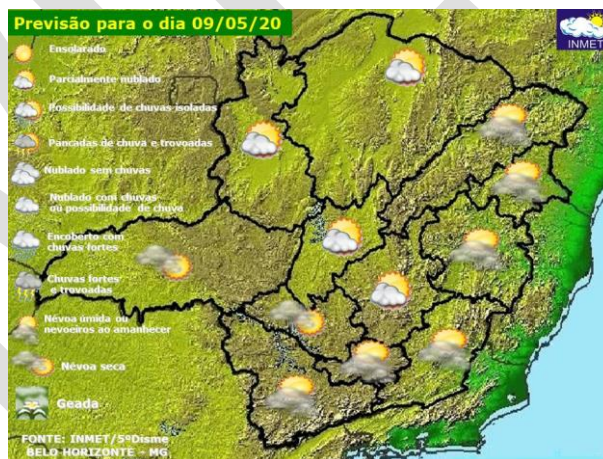 Previsão para o dia 09/05/20
INMET
Ensolarado
Parcialmente nublado
Possibilidade de chuvas isoladas
Pancadas de chuva e trovoadas
Nublado sem chuvas
Nublado com chuvas
ou possibilidade de chuva
Encoberto com
chuvas fortes
Chuvas fortes
e trovoadas
Névoa úmida ou
nevoeiros ao amanhecer
Névoa seca
Geada
FONTE: INMET/5ºDisme
BELO HORIZONTE - MG